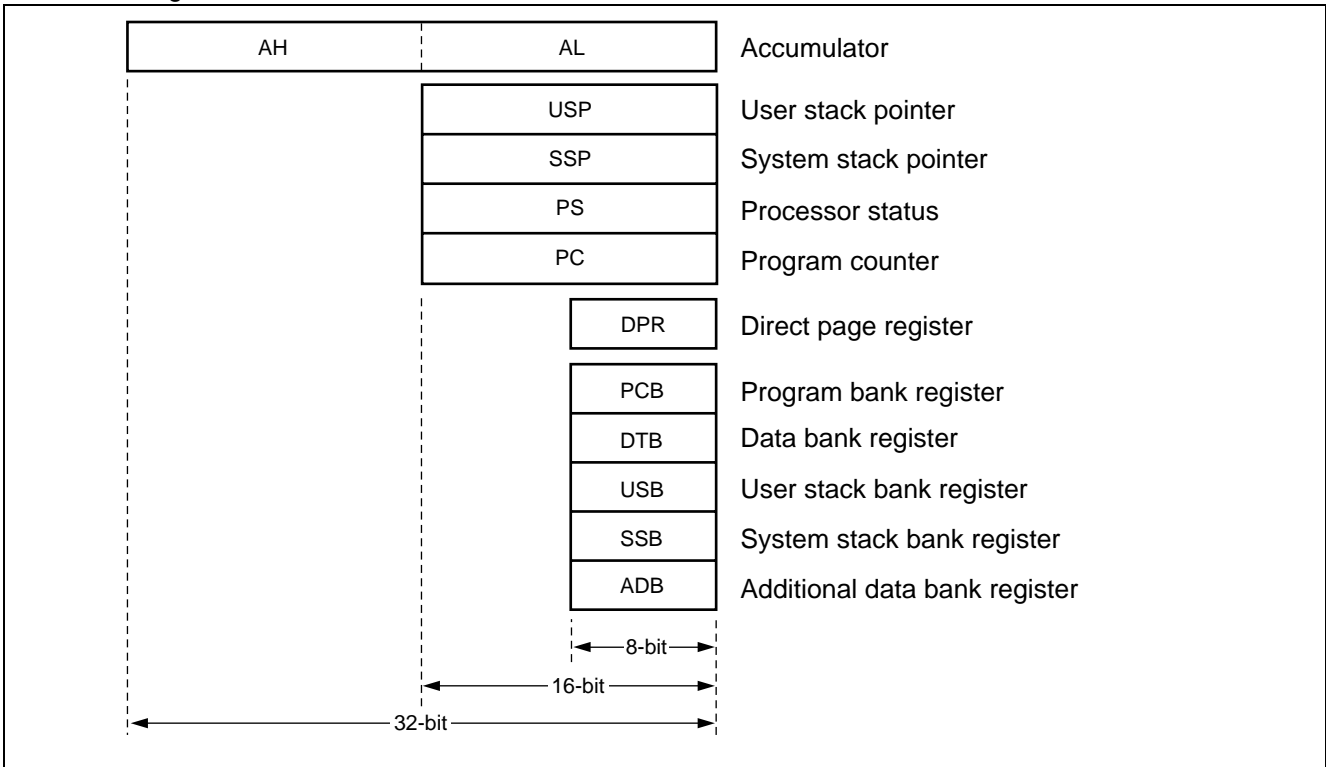 AH AL Accumulator
USP User stack pointer
SSP System stack pointer
PS Processor status
PC Program counter
DPR Direct page register
PCB Program bank register
DTB Data bank register
USB User stack bank register
SSB System stack bank register
ADB Additional data bank register
8-bit
16-bit
32-bit